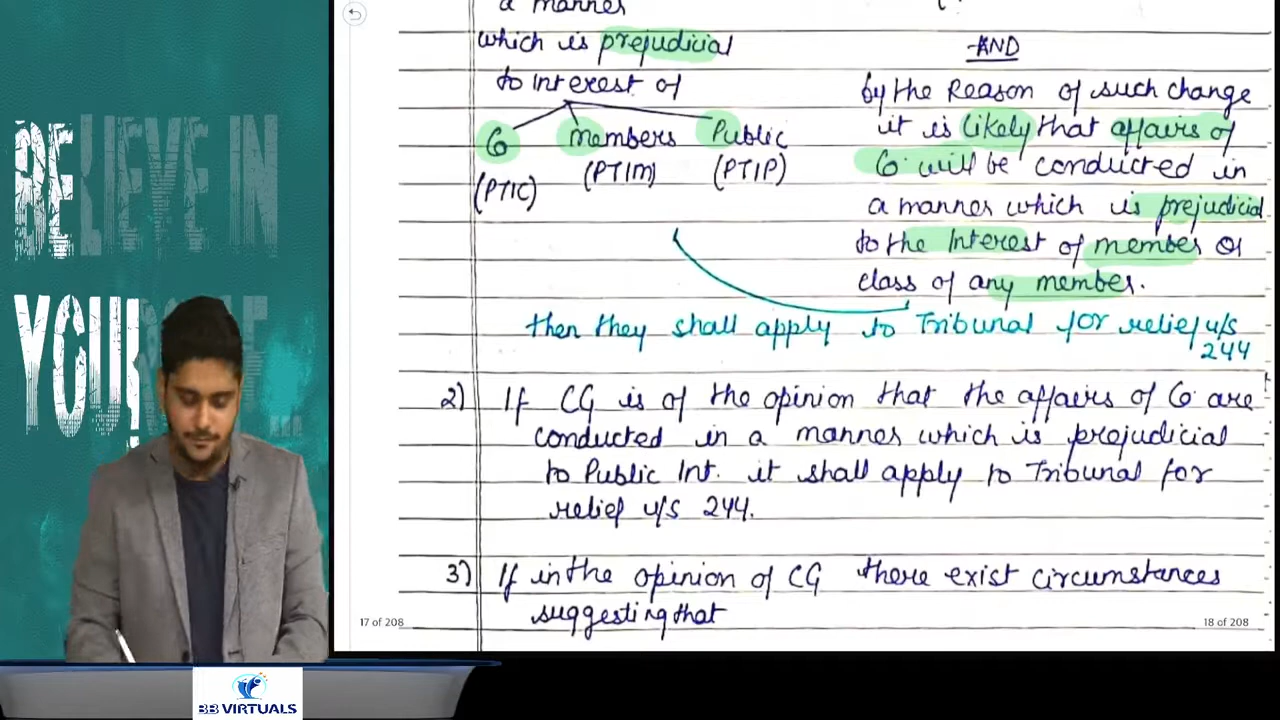 BELIEVE IN
YOUR
a manner
which is prejudicial
to interest of
Co members Public
(PTIC) (PTIM) (PTIP)
AND
by the Reason of such change
it is likely that affairs of
Co. will be conducted in
a manner which is prejudicial
to the Interest of member or
class of any member.
then they shall apply to Tribunal for relief u/s
244
2) If CG is of the opinion that the affairs of Co. are
conducted in a manner which is prejudicial
to Public Int. it shall apply to Tribunal for
relief u/s 244.
3) If in the opinion of CG there exist circumstances
suggesting that
17 of 208
18 of 208
BB VIRTUALS